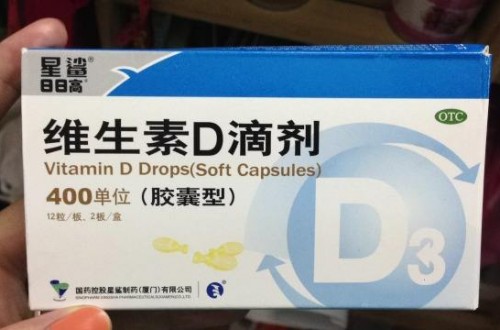 星鲨®
日日高
OTC
维生素D滴剂
Vitamin D Drops(Soft Capsules)
400单位(胶囊型)
12粒/板、2板/盒
D3
国药控股星鲨制药(厦门)有限公司